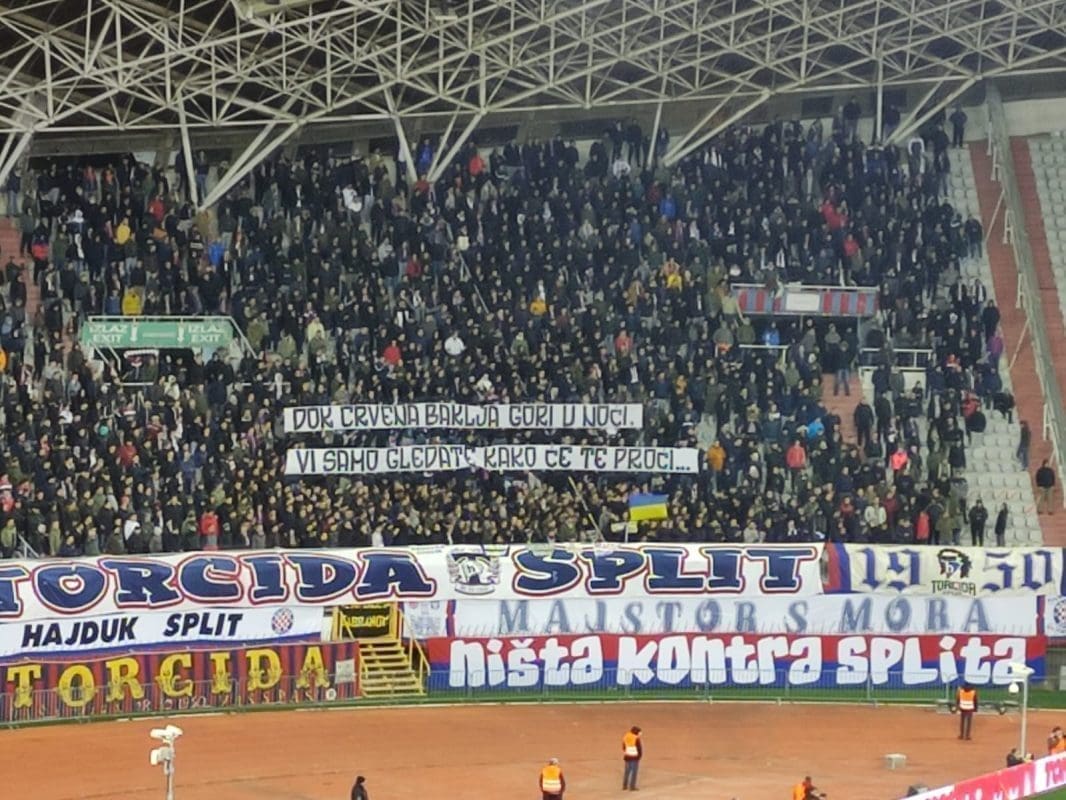 IZLAZ EXIT
IZLAZ EXIT
DOK CRVENA BAKLJA GORI U NOĆI.
VI SAMO GLEDATE KAKO ĆE TE PROĆI...
TORCIDA SPLIT
1950
TORCIDA
HAJDUK SPLIT
MAJSTOR S MORA
TORCIDA
ništa kontra splita